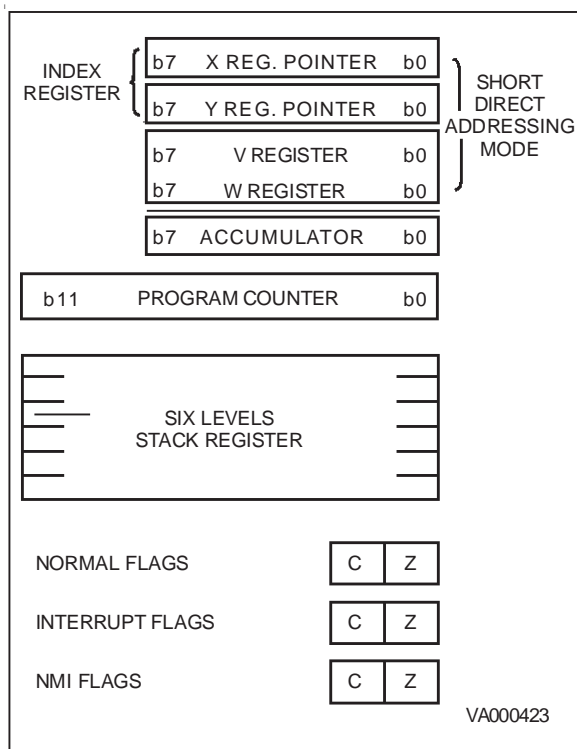 INDEX
REGISTER
b7 X REG. POINTER b0
b7 Y REG. POINTER b0
b7 V REGISTER b0
b7 W REGISTER b0
b7 ACCUMULATOR b0
SHORT
DIRECT
ADDRESSING
MODE
b11 PROGRAM COUNTER b0
SIX LEVELS
STACK REGISTER
NORMAL FLAGS C Z
INTERRUPT FLAGS C Z
NMI FLAGS C Z
VA000423